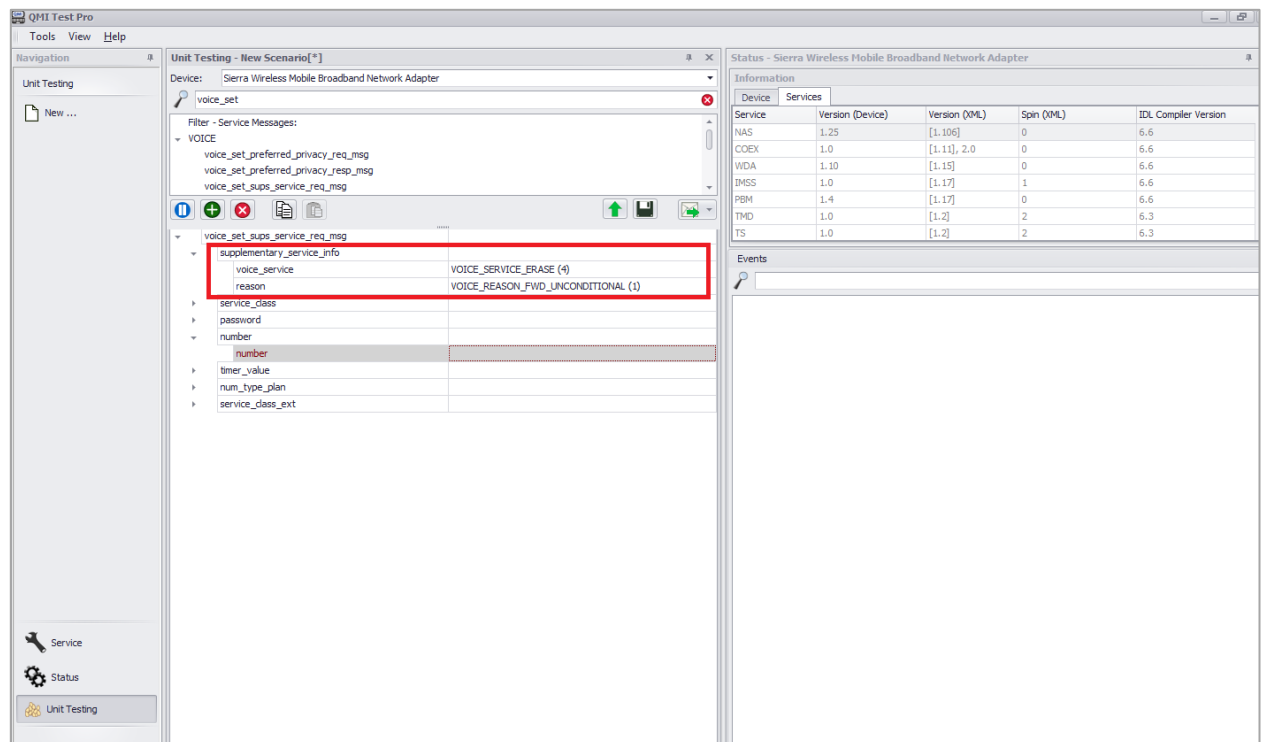 QMI Test Pro
Tools View Help
Navigation
Unit Testing
New ...
Service
Status
Unit Testing
Unit Testing - New Scenario[*]
Device: Sierra Wireless Mobile Broadband Network Adapter
voice_set
Filter - Service Messages:
VOICE
voice_set_preferred_privacy_req_msg
voice_set_preferred_privacy_resp_msg
voice_set_sups_service_req_msg
voice_set_sups_service_req_msg
supplementary_service_info
voice_service VOICE_SERVICE_ERASE (4)
reason VOICE_REASON_FWD_UNCONDITIONAL (1)
service_class
password
number
number
timer_value
num_type_plan
service_class_ext
Status - Sierra Wireless Mobile Broadband Network Adapter
Information
Device Services
Service Version (Device) Version (XML) Spin (XML) IDL Compiler Version
NAS 1.25 [1.106] 0 6.6
COEX 1.0 [1.11], 2.0 0 6.6
WDA 1.10 [1.15] 0 6.6
IMSS 1.0 [1.17] 1 6.6
PBM 1.4 [1.17] 0 6.6
TMD 1.0 [1.2] 2 6.3
TS 1.0 [1.2] 2 6.3
Events